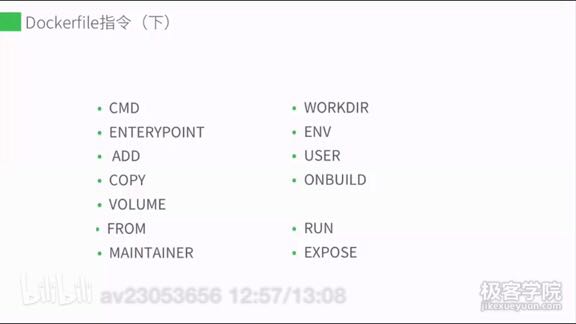 Dockerfile指令（下）
CMD
ENTERYPOINT
ADD
COPY
VOLUME
FROM
MAINTAINER
WORKDIR
ENV
USER
ONBUILD
RUN
EXPOSE
bilibili av23053656 12:57/13:08
极客学院
jikexueyuan.com